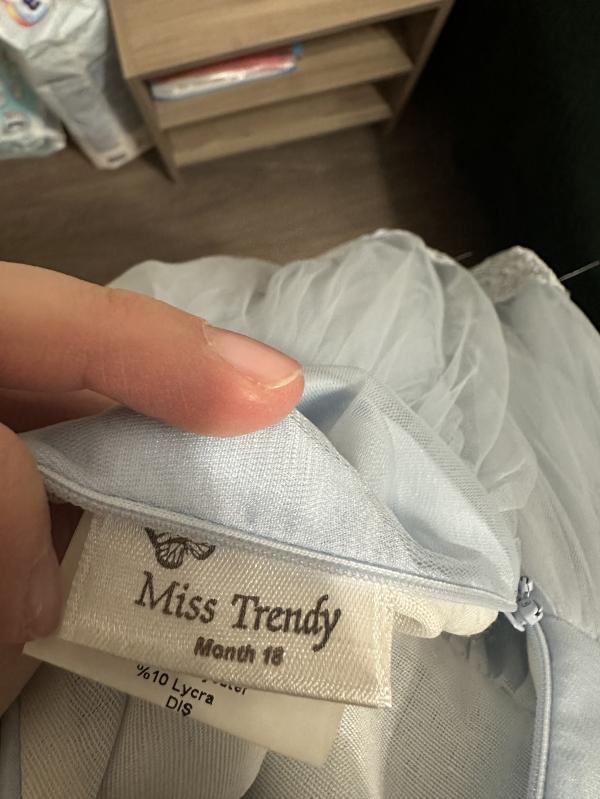 Miss Trendy
Month 18
%10 Lycra
DIŞ